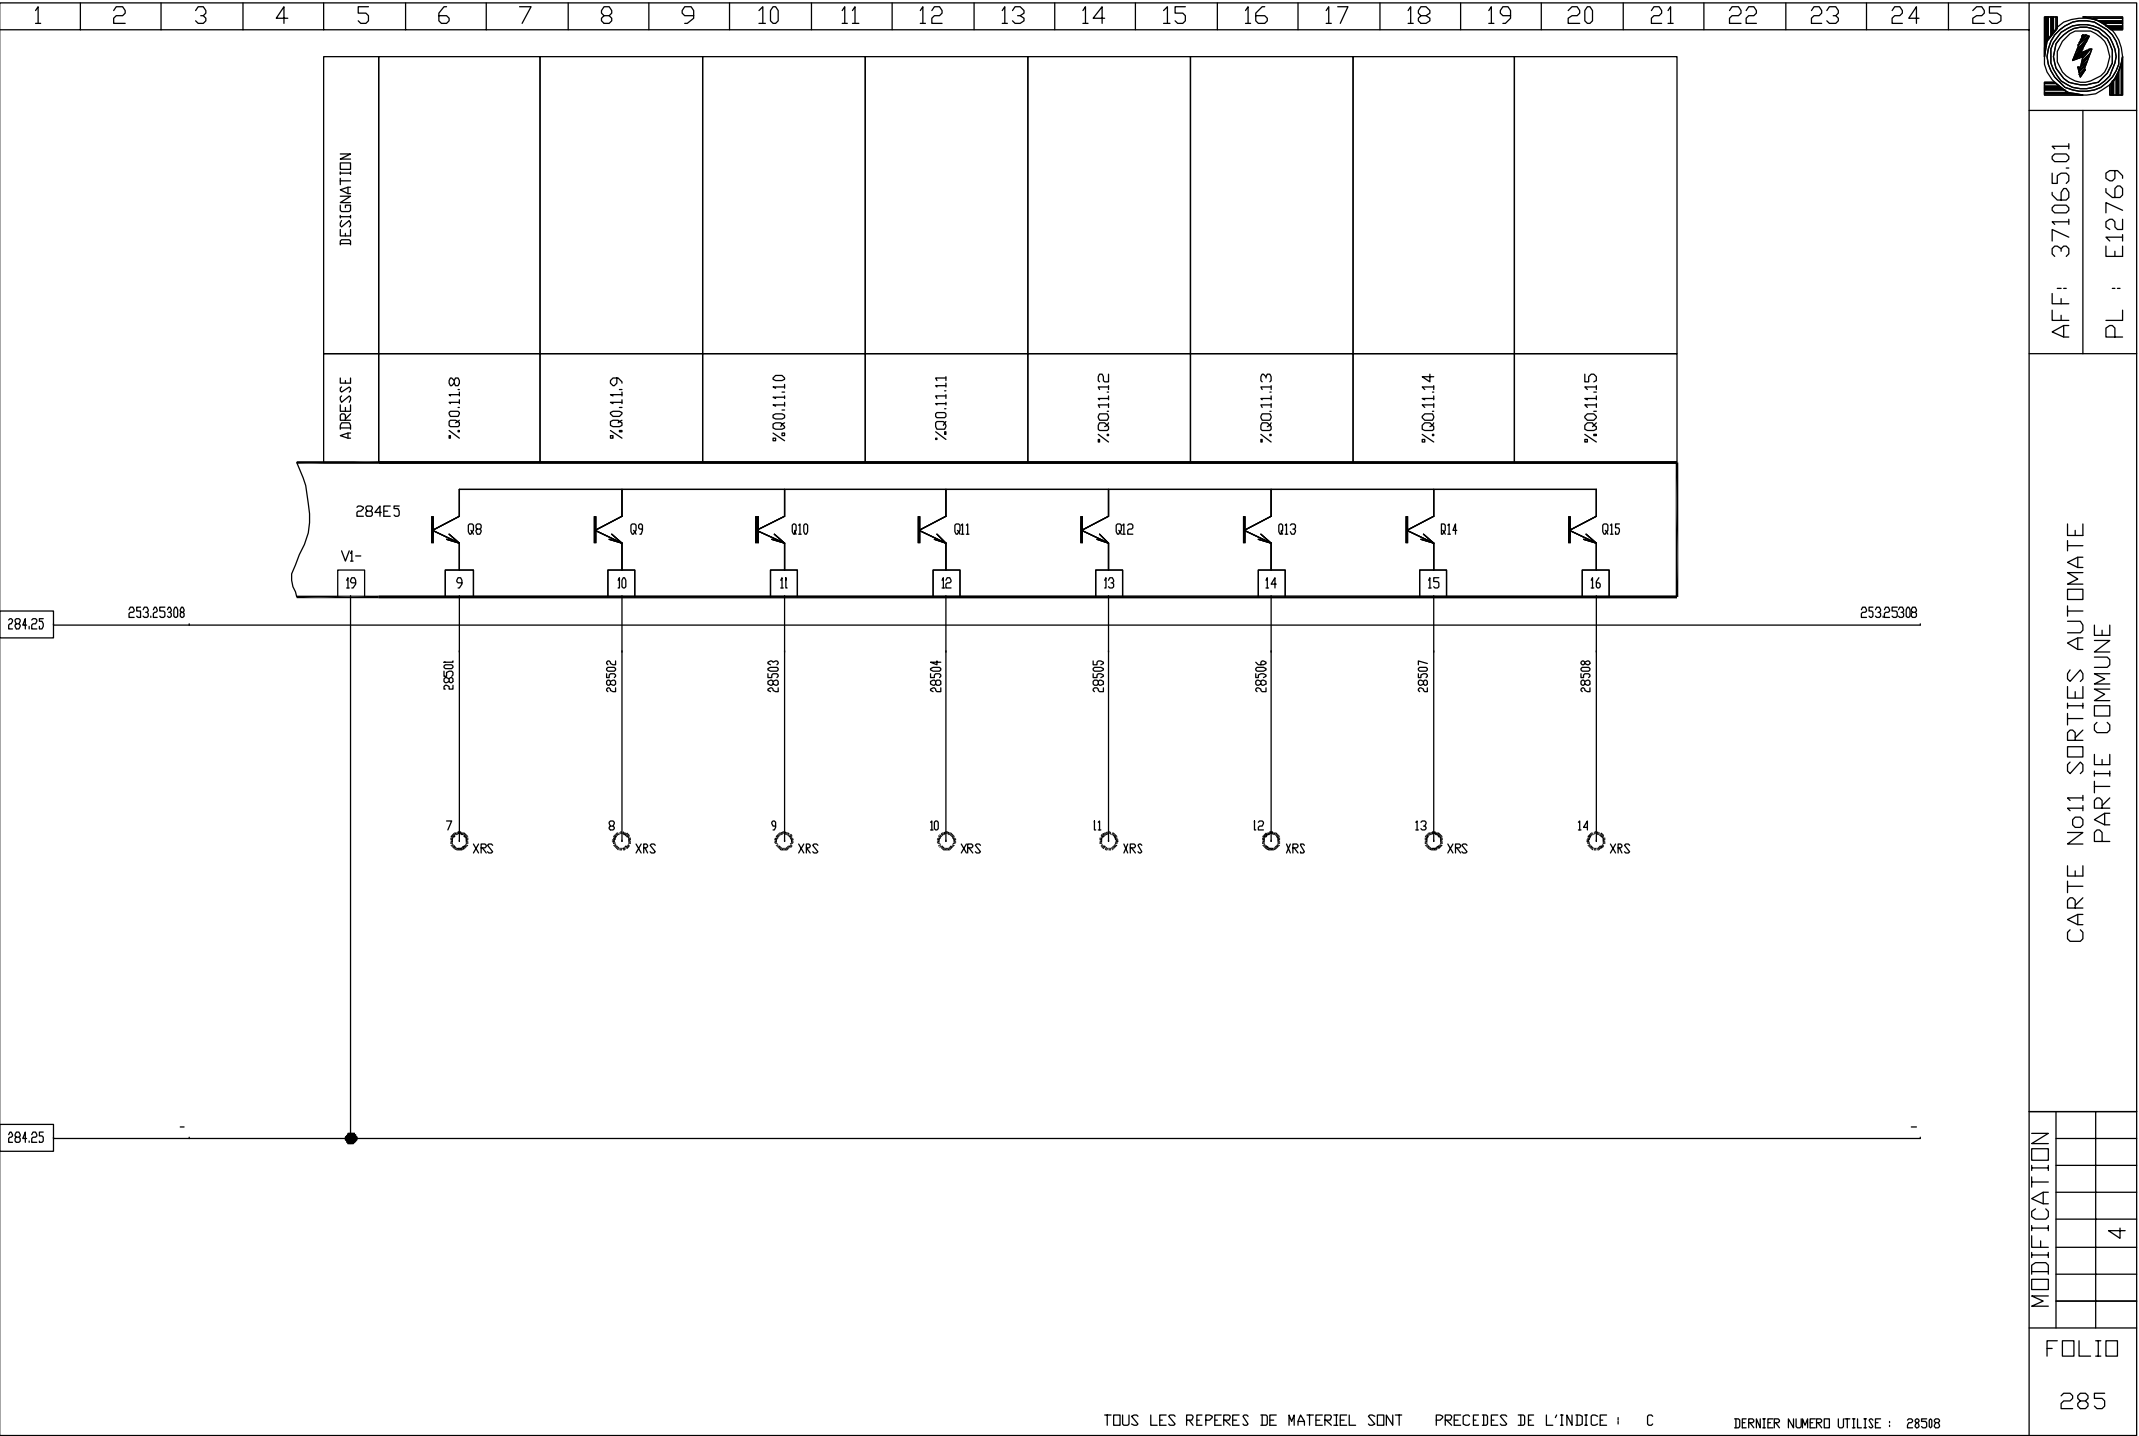 1 2 3 4 5 6 7 8 9 10 11 12 13 14 15 16 17 18 19 20 21 22 23 24 25
DESIGNATION
ADRESSE %Q0.11.8 %Q0.11.9 %Q0.11.10 %Q0.11.11 %Q0.11.12 %Q0.11.13 %Q0.11.14 %Q0.11.15
284E5 Q8 Q9 Q10 Q11 Q12 Q13 Q14 Q15
V1-
19 9 10 11 12 13 14 15 16
284.25 253.25308 253.25308
28501 28502 28503 28504 28505 28506 28507 28508
7 8 9 10 11 12 13 14
XRS XRS XRS XRS XRS XRS XRS XRS
284.25 - -
TOUS LES REPERES DE MATERIEL SONT PRECEDES DE L'INDICE : C
DERNIER NUMERO UTILISE : 28508
AFF: 371065.01
PL : E12769
CARTE No11 SORTIES AUTOMATE
PARTIE COMMUNE
MODIFICATION
4
FOLIO
285